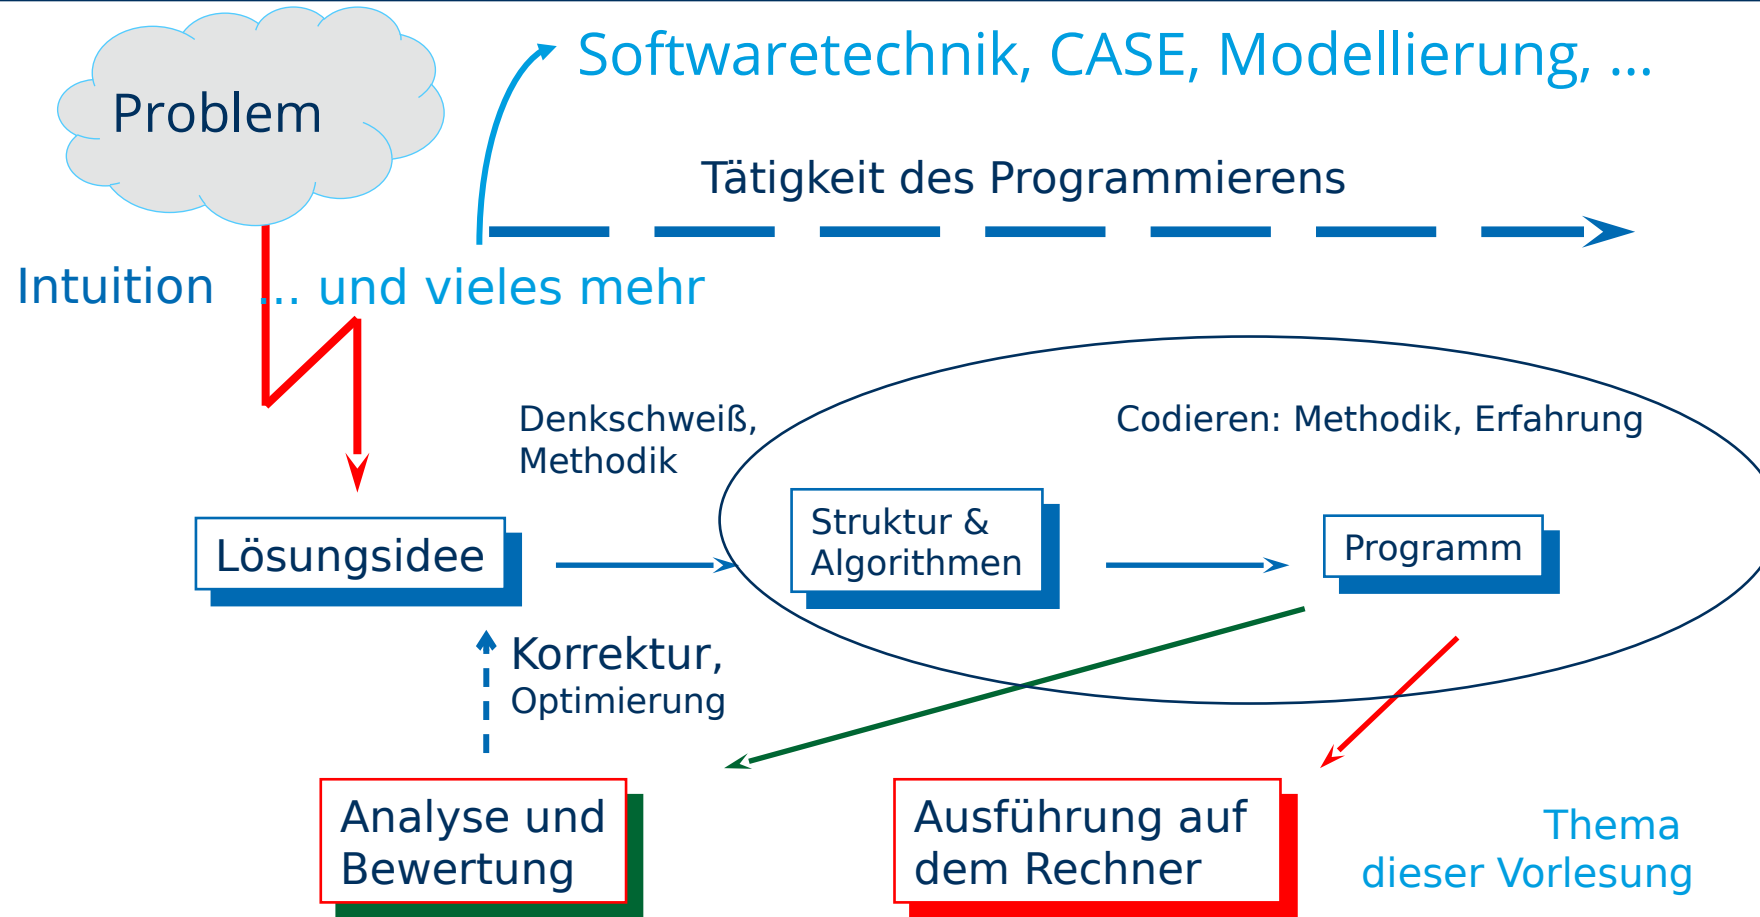 Softwaretechnik, CASE, Modellierung, ...
Problem
Tätigkeit des Programmierens
Intuition ... und vieles mehr
Denkschweiß,
Methodik
Codieren: Methodik, Erfahrung
Lösungsidee
Struktur &
Algorithmen
Programm
Korrektur,
Optimierung
Analyse und
Bewertung
Ausführung auf
dem Rechner
Thema
dieser Vorlesung